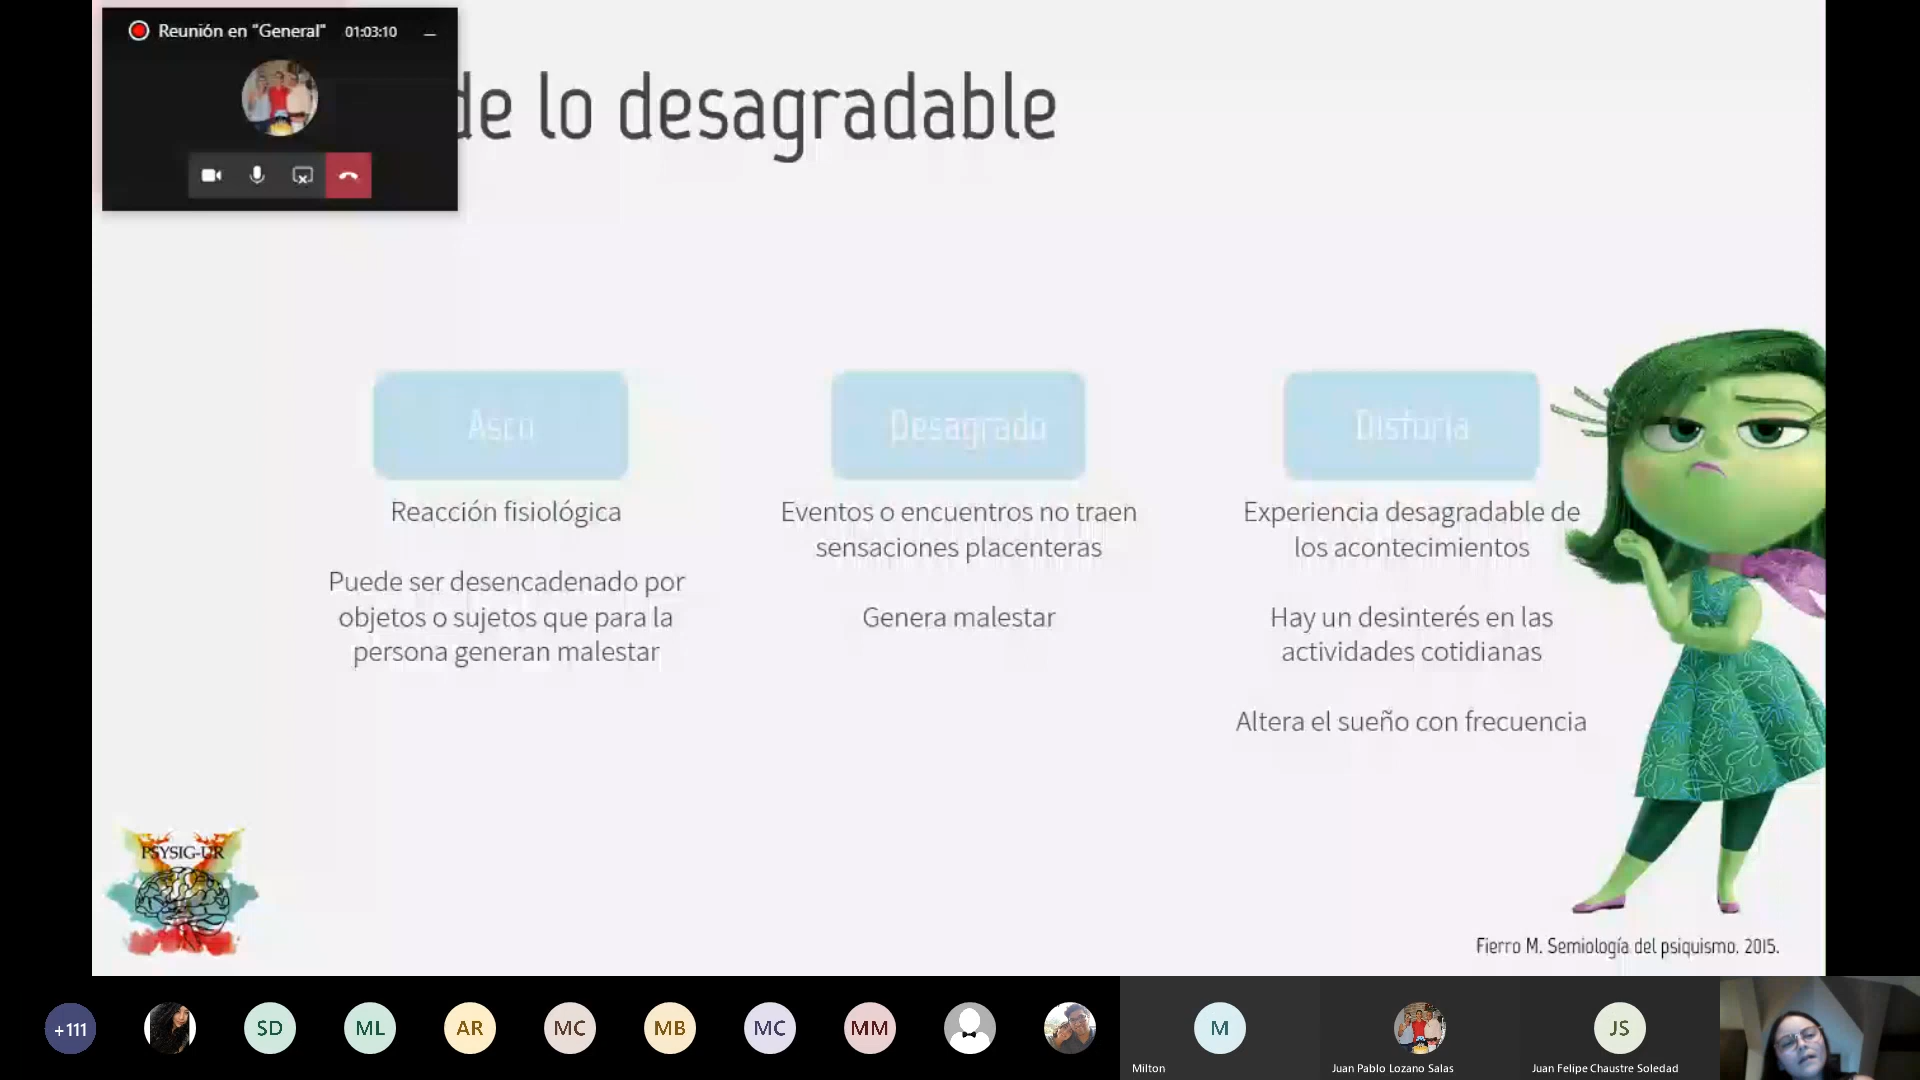 Reunión en "General" 01:03:10
de lo desagradable
Asco
Desagrado
Disforia
Reacción fisiológica
Puede ser desencadenado por
objetos o sujetos que para la
persona generan malestar
Eventos o encuentros no traen
sensaciones placenteras
Genera malestar
Experiencia desagradable de
los acontecimientos
Hay un desinterés en las
actividades cotidianas
Altera el sueño con frecuencia
PSYSIG-UR
Fierro M. Semiología del psiquismo. 2015.
+111
SD
ML
AR
MC
MB
MC
MM
M
JS
Milton
Juan Pablo Lozano Salas
Juan Felipe Chaustre Soledad